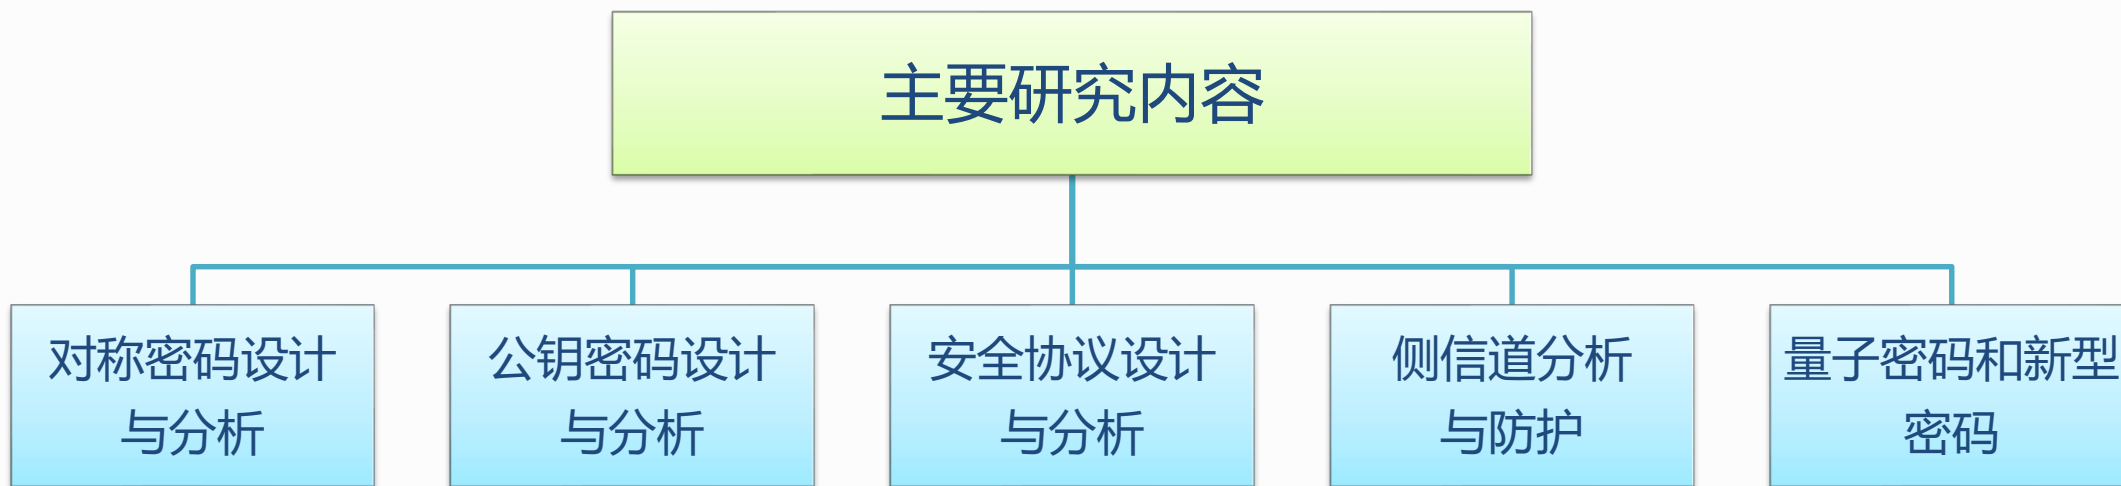 主要研究内容
对称密码设计
与分析
公钥密码设计
与分析
安全协议设计
与分析
侧信道分析
与防护
量子密码和新型
密码